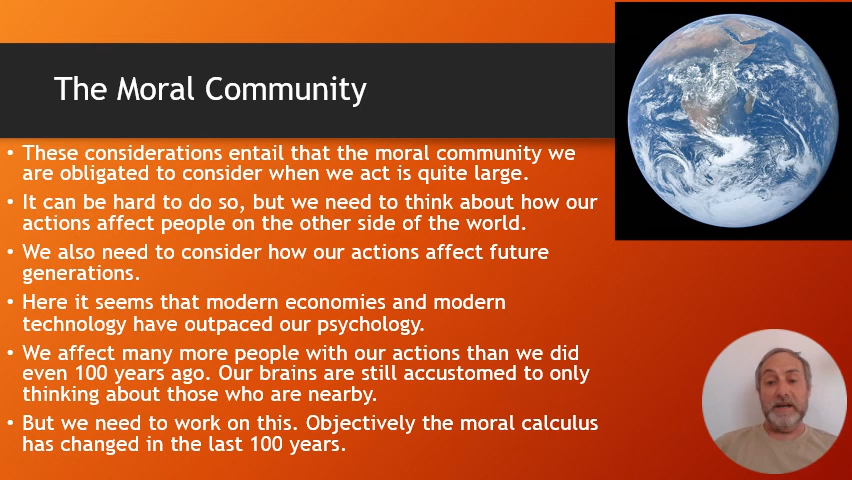 The Moral Community
• These considerations entail that the moral community we
are obligated to consider when we act is quite large.
• It can be hard to do so, but we need to think about how our
actions affect people on the other side of the world.
• We also need to consider how our actions affect future
generations.
• Here it seems that modern economies and modern
technology have outpaced our psychology.
• We affect many more people with our actions than we did
even 100 years ago. Our brains are still accustomed to only
thinking about those who are nearby.
• But we need to work on this. Objectively the moral calculus
has changed in the last 100 years.